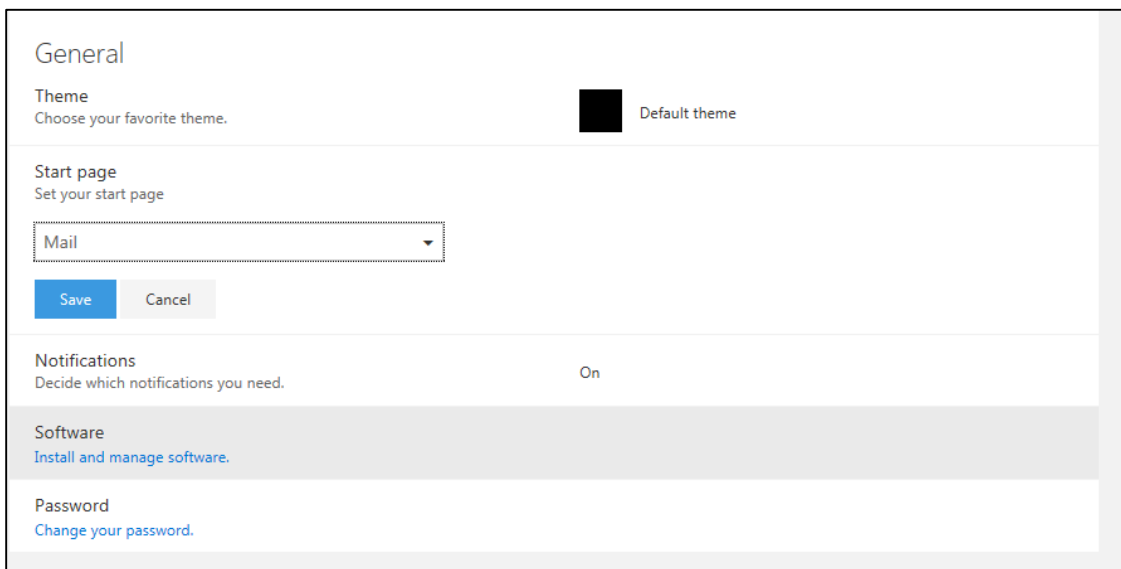 General
Theme
Choose your favorite theme.
Default theme
Start page
Set your start page
Mail
Save
Cancel
Notifications
Decide which notifications you need.
On
Software
Install and manage software.
Password
Change your password.